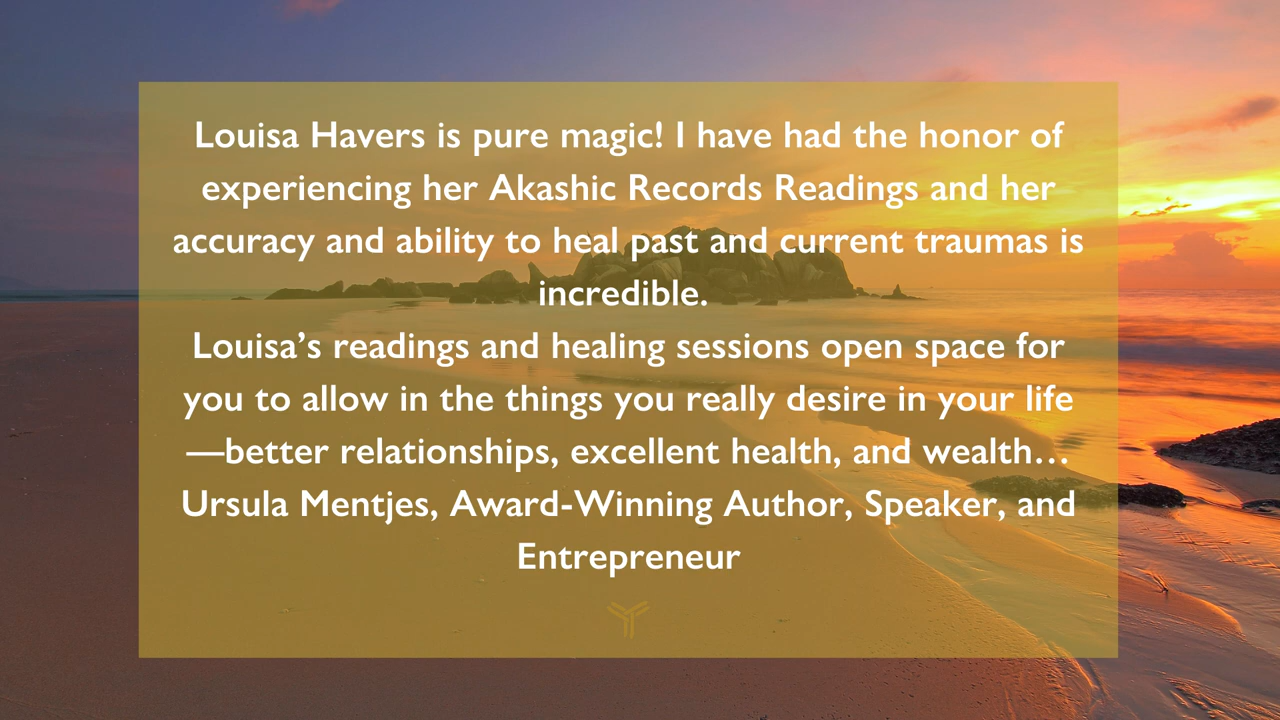 Louisa Havers is pure magic! I have had the honor of
experiencing her Akashic Records Readings and her
accuracy and ability to heal past and current traumas is
incredible.
Louisa’s readings and healing sessions open space for
you to allow in the things you really desire in your life
—better relationships, excellent health, and wealth…
Ursula Mentjes, Award-Winning Author, Speaker, and
Entrepreneur